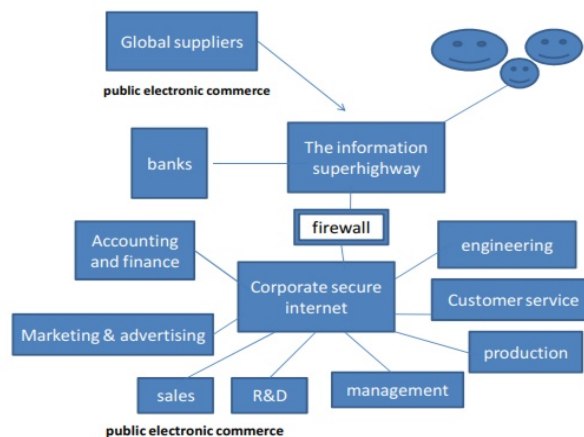 Global suppliers
public electronic commerce
banks
The information
superhighway
firewall
Accounting
and finance
engineering
Corporate secure
internet
Customer service
Marketing & advertising
production
sales
R&D
management
public electronic commerce